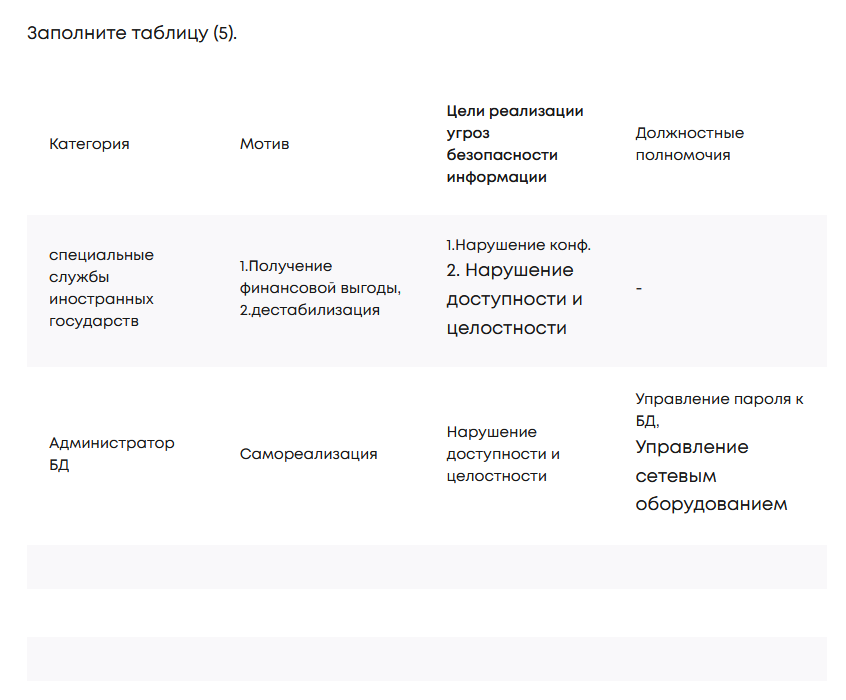 Заполните таблицу (5).
Категория
Мотив
Цели реализации
угроз
безопасности
информации
Должностные
полномочия
специальные
службы
иностранных
государств
1.Получение
финансовой выгоды,
2.дестабилизация
1.Нарушение конф.
2. Нарушение
доступности и
целостности
-
Администратор
БД
Самореализация
Нарушение
доступности и
целостности
Управление пароля к
БД,
Управление
сетевым
оборудованием